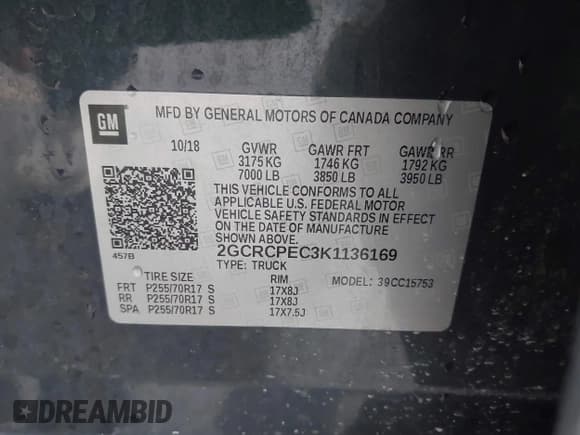 GM
MFD BY GENERAL MOTORS OF CANADA COMPANY
10/18 GVWR GAWR FRT GAWR RR
3175 KG 1746 KG 1792 KG
7000 LB 3850 LB 3950 LB
THIS VEHICLE CONFORMS TO ALL
APPLICABLE U.S. FEDERAL MOTOR
VEHICLE SAFETY STANDARDS IN EFFECT
ON THE DATE OF MANUFACTURE
457B 2GCRCPEC3K1136169
TYPE: TRUCK
TIRE SIZE RIM MODEL: 39CC15753
FRT P255/70R17 S 17X8J
RR P255/70R17 S 17X8J
SPA P255/70R17 S 17X7.5J
DREAMBID